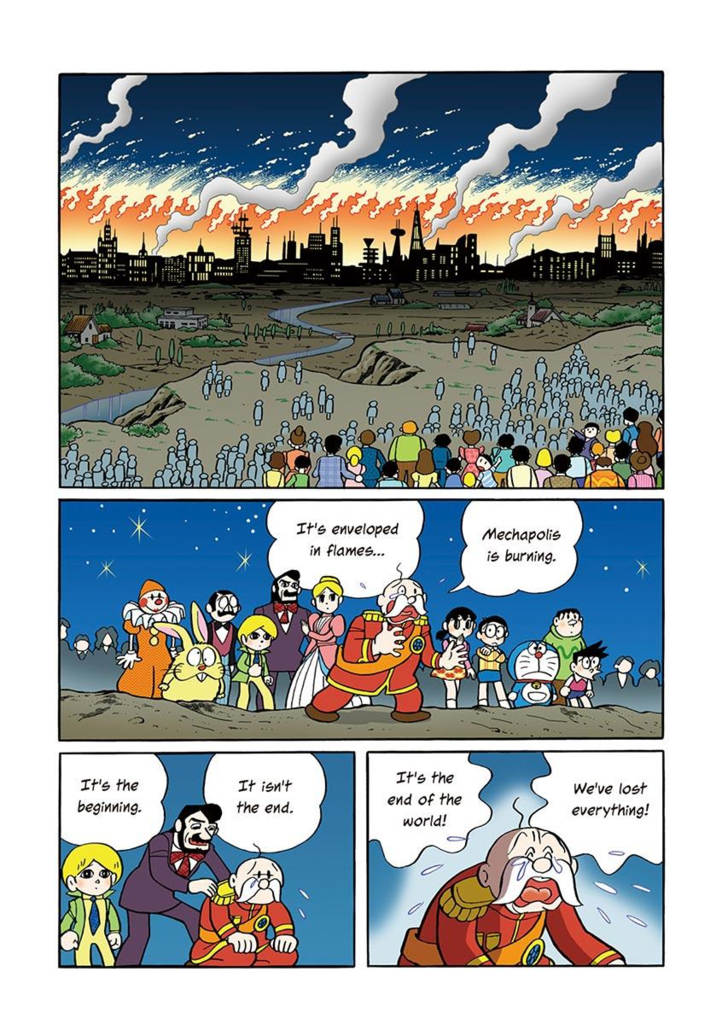 Mechapolis
is burning.
It's enveloped
in flames...
We've lost
everything!
It's the
end of the
world!
It isn't
the end.
It's the
beginning.